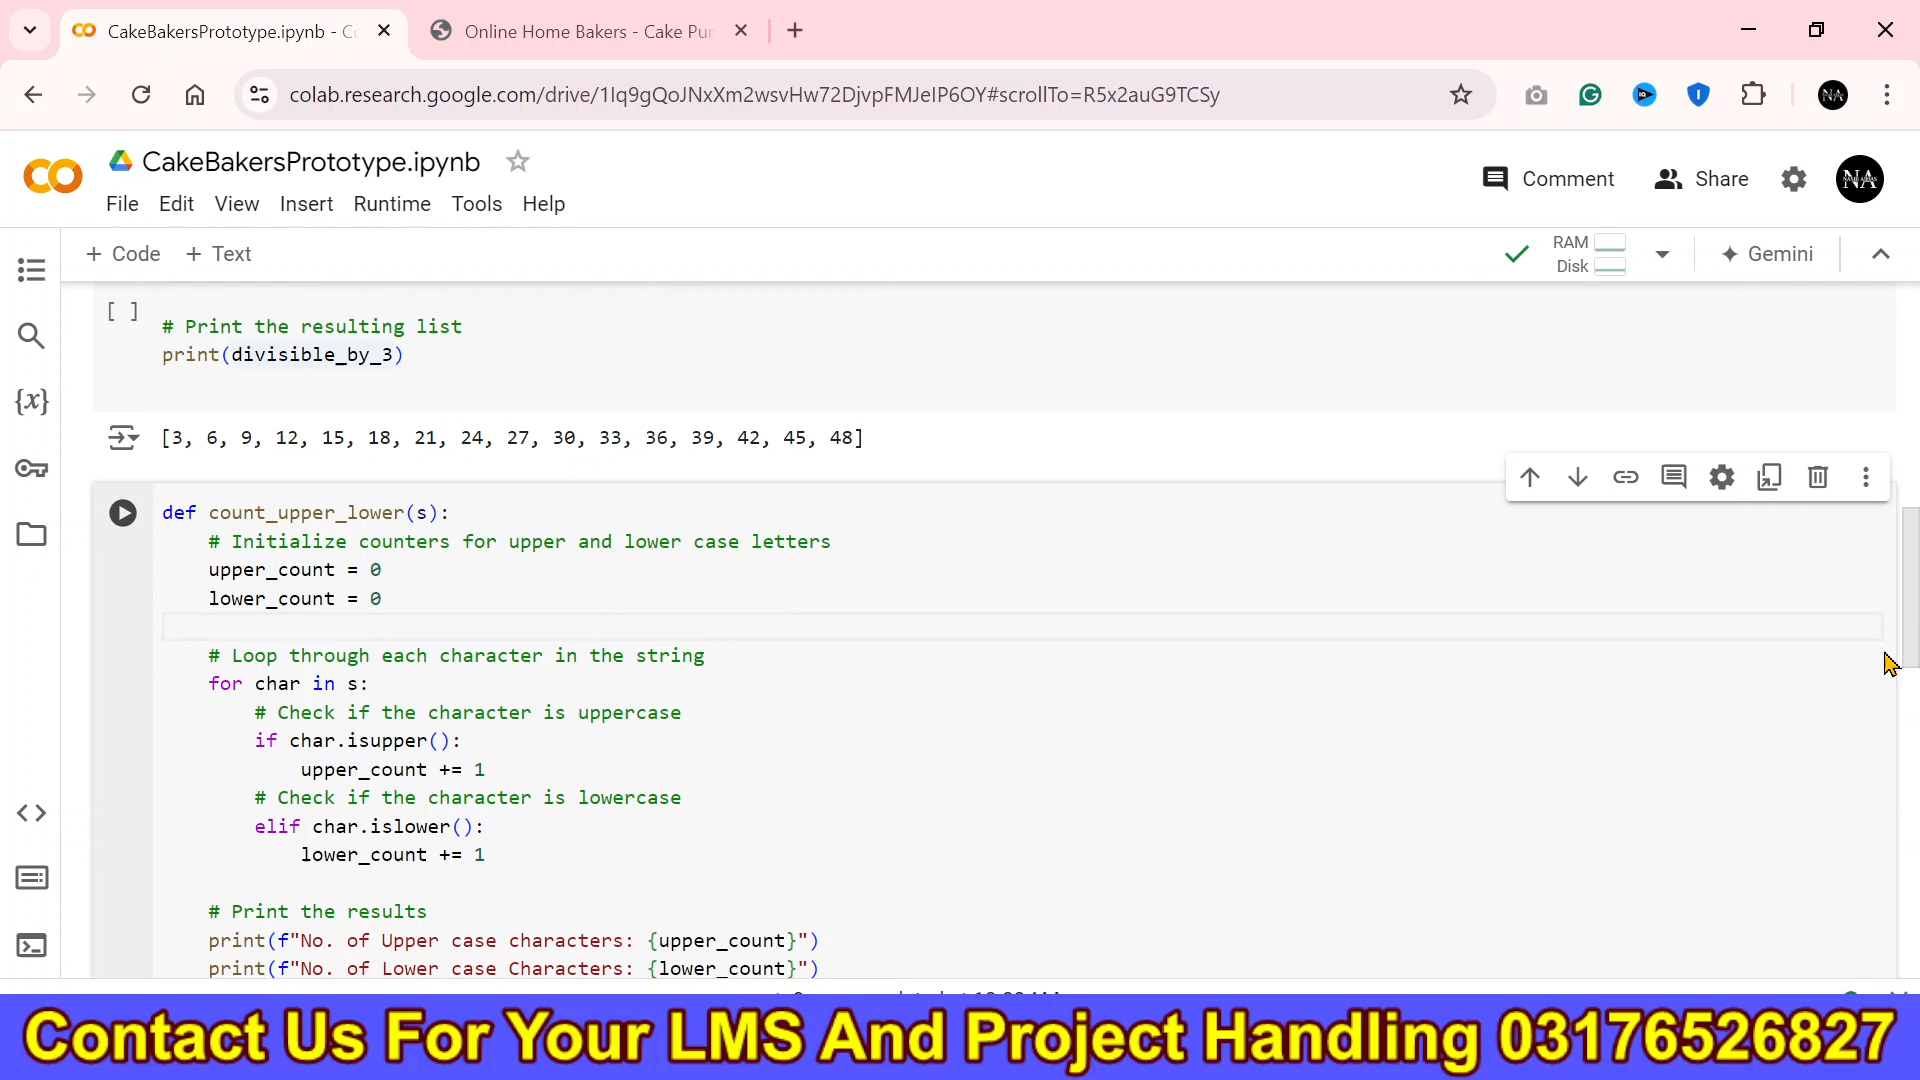 CakeBakersPrototype.ipynb - Co
Online Home Bakers - Cake Pur
colab.research.google.com/drive/1Iq9gQoJNxXm2wsvHw72DjvpFMJeIP6OY#scrollTo=R5x2auG9TCSy
NA
CO
CakeBakersPrototype.ipynb
Comment
Share
NA
File Edit View Insert Runtime Tools Help
+ Code + Text
RAM
Disk
Gemini
[ ]
# Print the resulting list
print(divisible_by_3)
[3, 6, 9, 12, 15, 18, 21, 24, 27, 30, 33, 36, 39, 42, 45, 48]
{x}
def count_upper_lower(s):
# Initialize counters for upper and lower case letters
upper_count = 0
lower_count = 0
# Loop through each character in the string
for char in s:
# Check if the character is uppercase
if char.isupper():
upper_count += 1
# Check if the character is lowercase
elif char.islower():
lower_count += 1
# Print the results
print(f"No. of Upper case characters: {upper_count}")
print(f"No. of Lower case Characters: {lower_count}")
Contact Us For Your LMS And Project Handling 03176526827